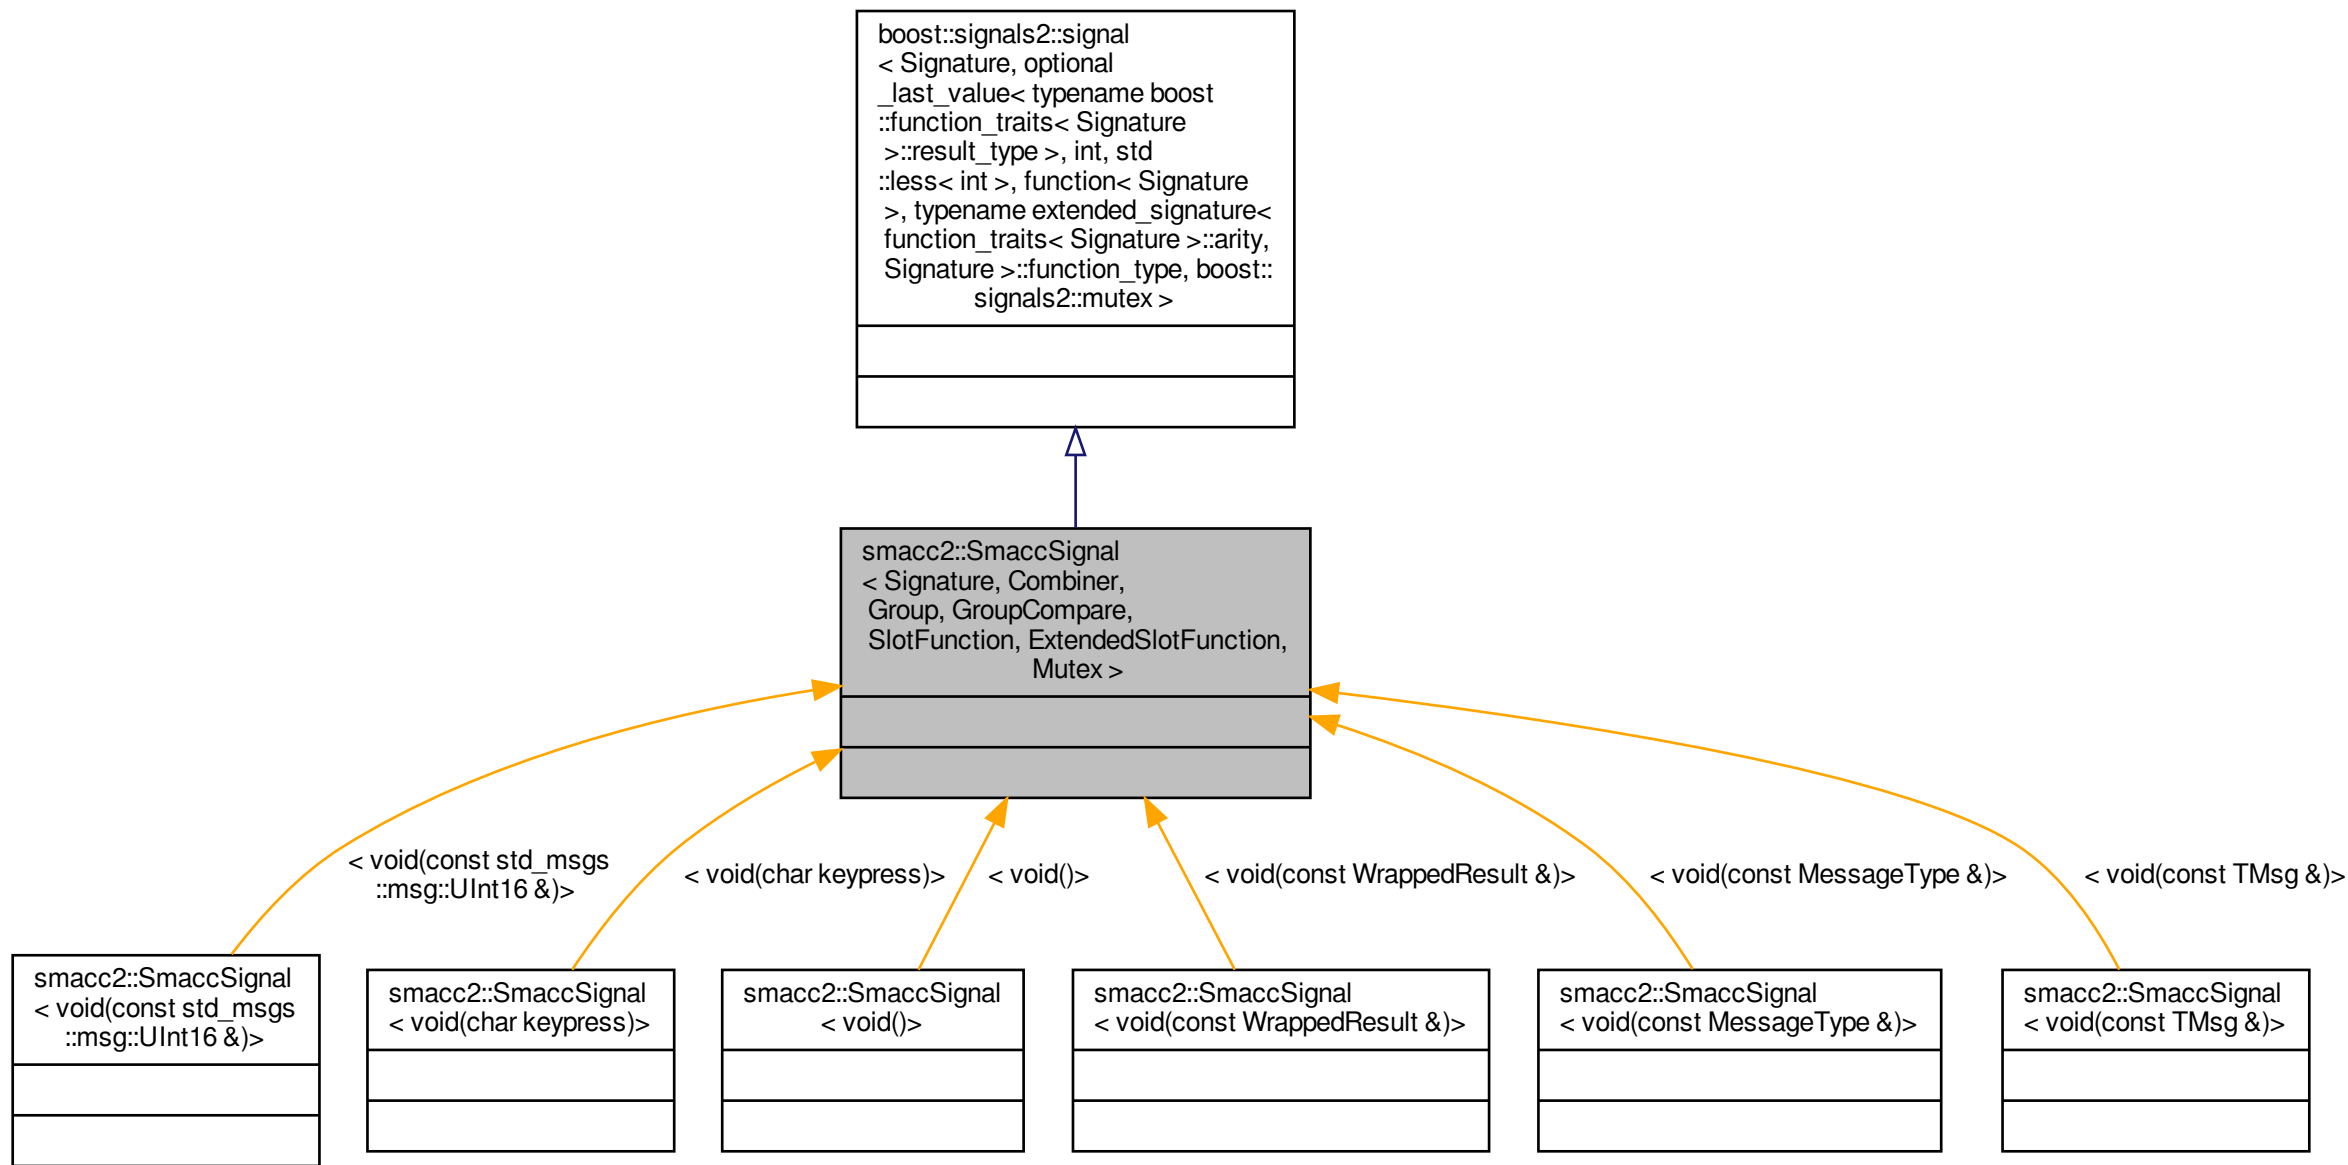 boost::signals2::signal
< Signature, optional
_last_value< typename boost
::function_traits< Signature
>::result_type >, int, std
::less< int >, function< Signature
>, typename extended_signature<
function_traits< Signature >::arity,
Signature >::function_type, boost::
signals2::mutex >
smacc2::SmaccSignal
< Signature, Combiner,
Group, GroupCompare,
SlotFunction, ExtendedSlotFunction,
Mutex >
< void(const std_msgs
::msg::UInt16 &)>
< void(char keypress)>
< void()>
< void(const WrappedResult &)>
< void(const MessageType &)>
< void(const TMsg &)>
smacc2::SmaccSignal
< void(const std_msgs
::msg::UInt16 &)>
smacc2::SmaccSignal
< void(char keypress)>
smacc2::SmaccSignal
< void()>
smacc2::SmaccSignal
< void(const WrappedResult &)>
smacc2::SmaccSignal
< void(const MessageType &)>
smacc2::SmaccSignal
< void(const TMsg &)>